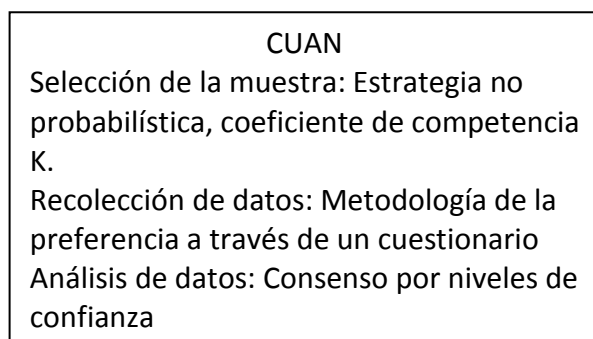 CUAN
Selección de la muestra: Estrategia no
probabilística, coeficiente de competencia
K.
Recolección de datos: Metodología de la
preferencia a través de un cuestionario
Análisis de datos: Consenso por niveles de
confianza